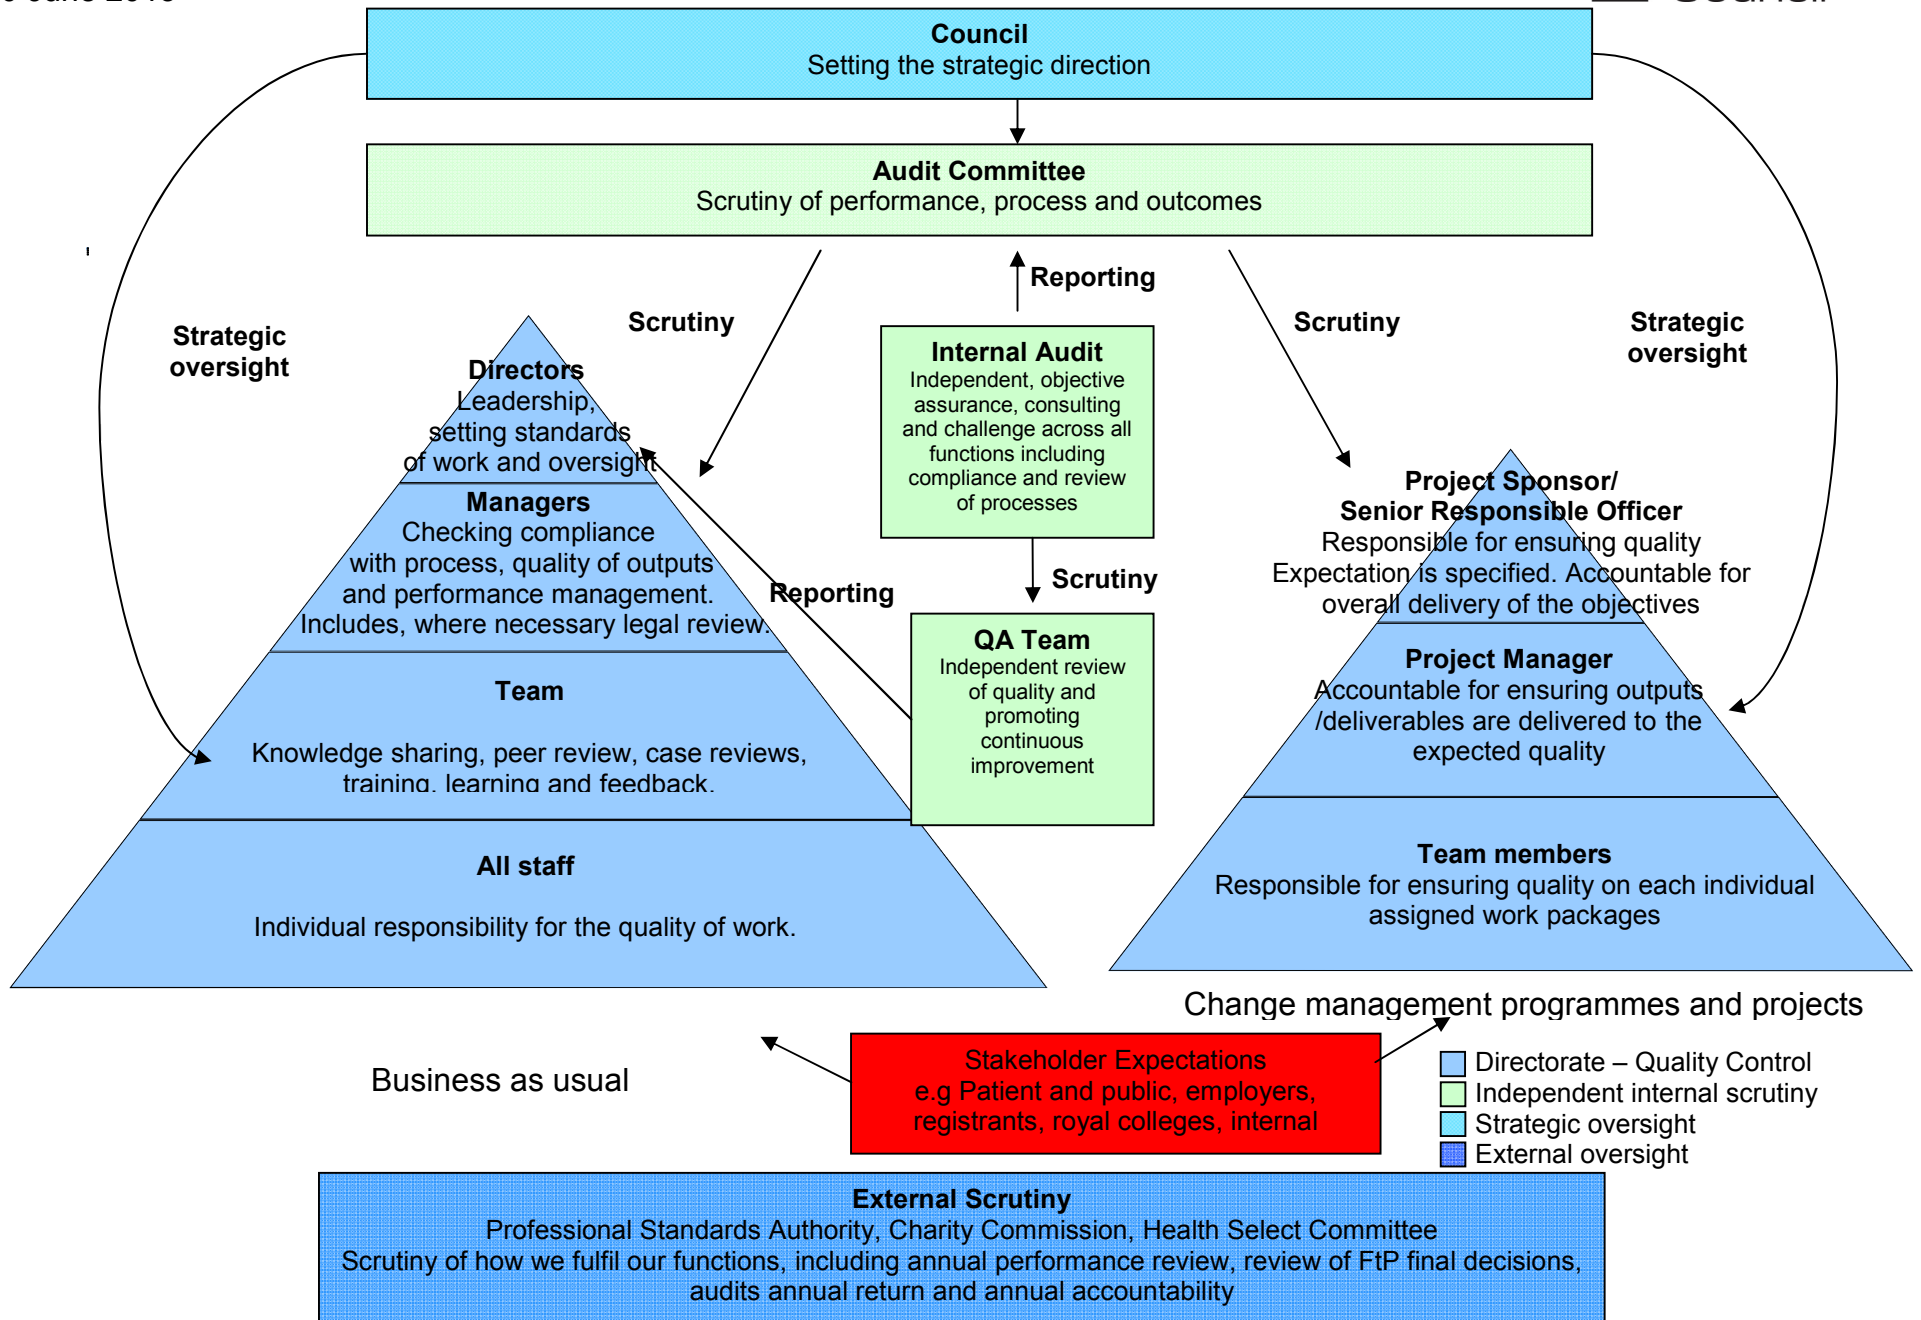 Council
Setting the strategic direction
Audit Committee
Scrutiny of performance, process and outcomes
Reporting
Scrutiny
Scrutiny
Strategic
oversight
Strategic
oversight
Directors
Leadership,
setting standards
of work and oversight
Managers
Checking compliance
with process, quality of outputs
and performance management.
Includes, where necessary legal review.
Team
Knowledge sharing, peer review, case reviews,
training, learning and feedback.
All staff
Individual responsibility for the quality of work.
Internal Audit
Independent, objective
assurance, consulting
and challenge across all
functions including
compliance and review
of processes
Scrutiny
Reporting
QA Team
Independent review
of quality and
promoting
continuous
improvement
Project Sponsor/
Senior Responsible Officer
Responsible for ensuring quality
Expectation is specified. Accountable for
overall delivery of the objectives
Project Manager
Accountable for ensuring outputs
/deliverables are delivered to the
expected quality
Team members
Responsible for ensuring quality on each individual
assigned work packages
Change management programmes and projects
Business as usual
Stakeholder Expectations
e.g Patient and public, employers,
registrants, royal colleges, internal
Directorate – Quality Control
Independent internal scrutiny
Strategic oversight
External oversight
External Scrutiny
Professional Standards Authority, Charity Commission, Health Select Committee
Scrutiny of how we fulfil our functions, including annual performance review, review of FtP final decisions,
audits annual return and annual accountability